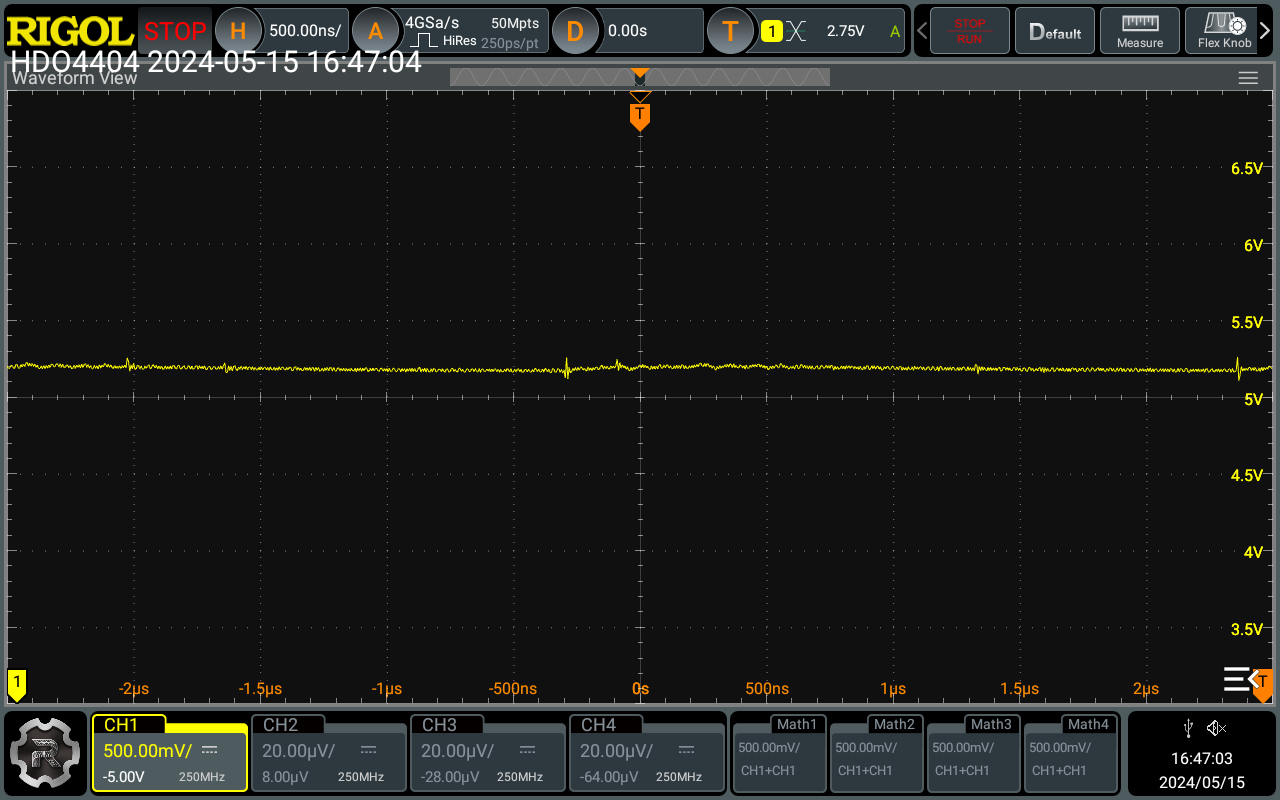 RIGOL STOP H 500.00ns/ A 4GSa/s 50Mpts D 0.00s T 1 2.75V A STOP RUN Default Measure Flex Knob
HiRes 250ps/pt
HDO4404 2024-05-15 16:47:04
Waveform View
T
6.5V
6V
5.5V
5V
4.5V
4V
3.5V
1 -2µs -1.5µs -1µs -500ns 0s 500ns 1µs 1.5µs 2µs T
CH1 CH2 CH3 CH4 Math1 Math2 Math3 Math4
500.00mV/ 20.00µV/ 20.00µV/ 20.00µV/ 500.00mV/ 500.00mV/ 500.00mV/ 500.00mV/
-5.00V 250MHz 8.00µV 250MHz -28.00µV 250MHz -64.00µV 250MHz CH1+CH1 CH1+CH1 CH1+CH1 CH1+CH1
R
16:47:03
2024/05/15